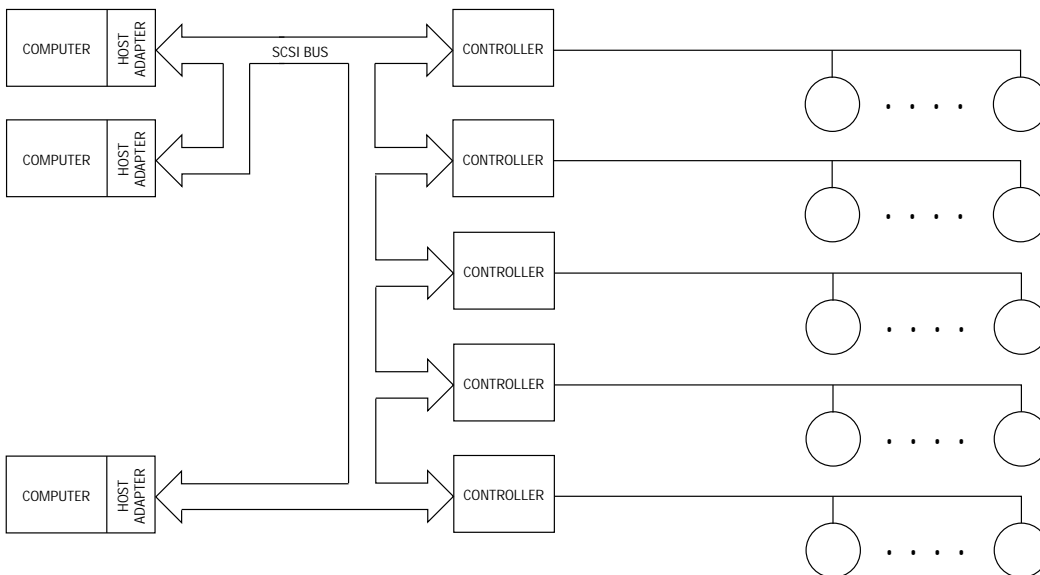 COMPUTER
HOST
ADAPTER
SCSI BUS
CONTROLLER
COMPUTER
HOST
ADAPTER
CONTROLLER
CONTROLLER
CONTROLLER
COMPUTER
HOST
ADAPTER
CONTROLLER